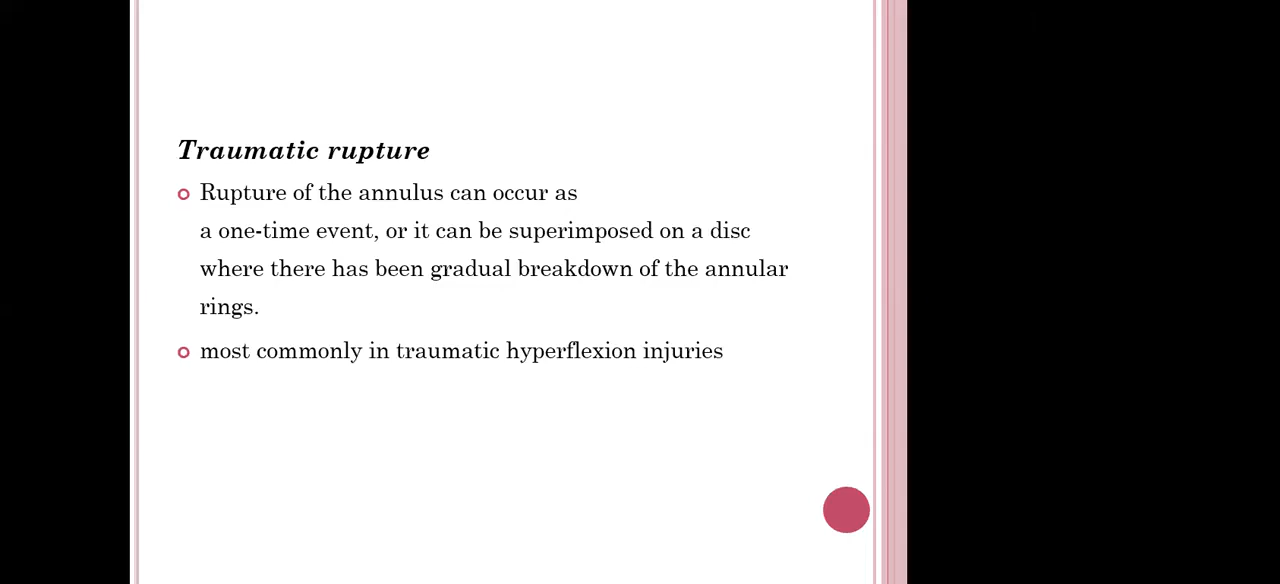 Traumatic rupture
Rupture of the annulus can occur as
a one-time event, or it can be superimposed on a disc
where there has been gradual breakdown of the annular
rings.
most commonly in traumatic hyperflexion injuries